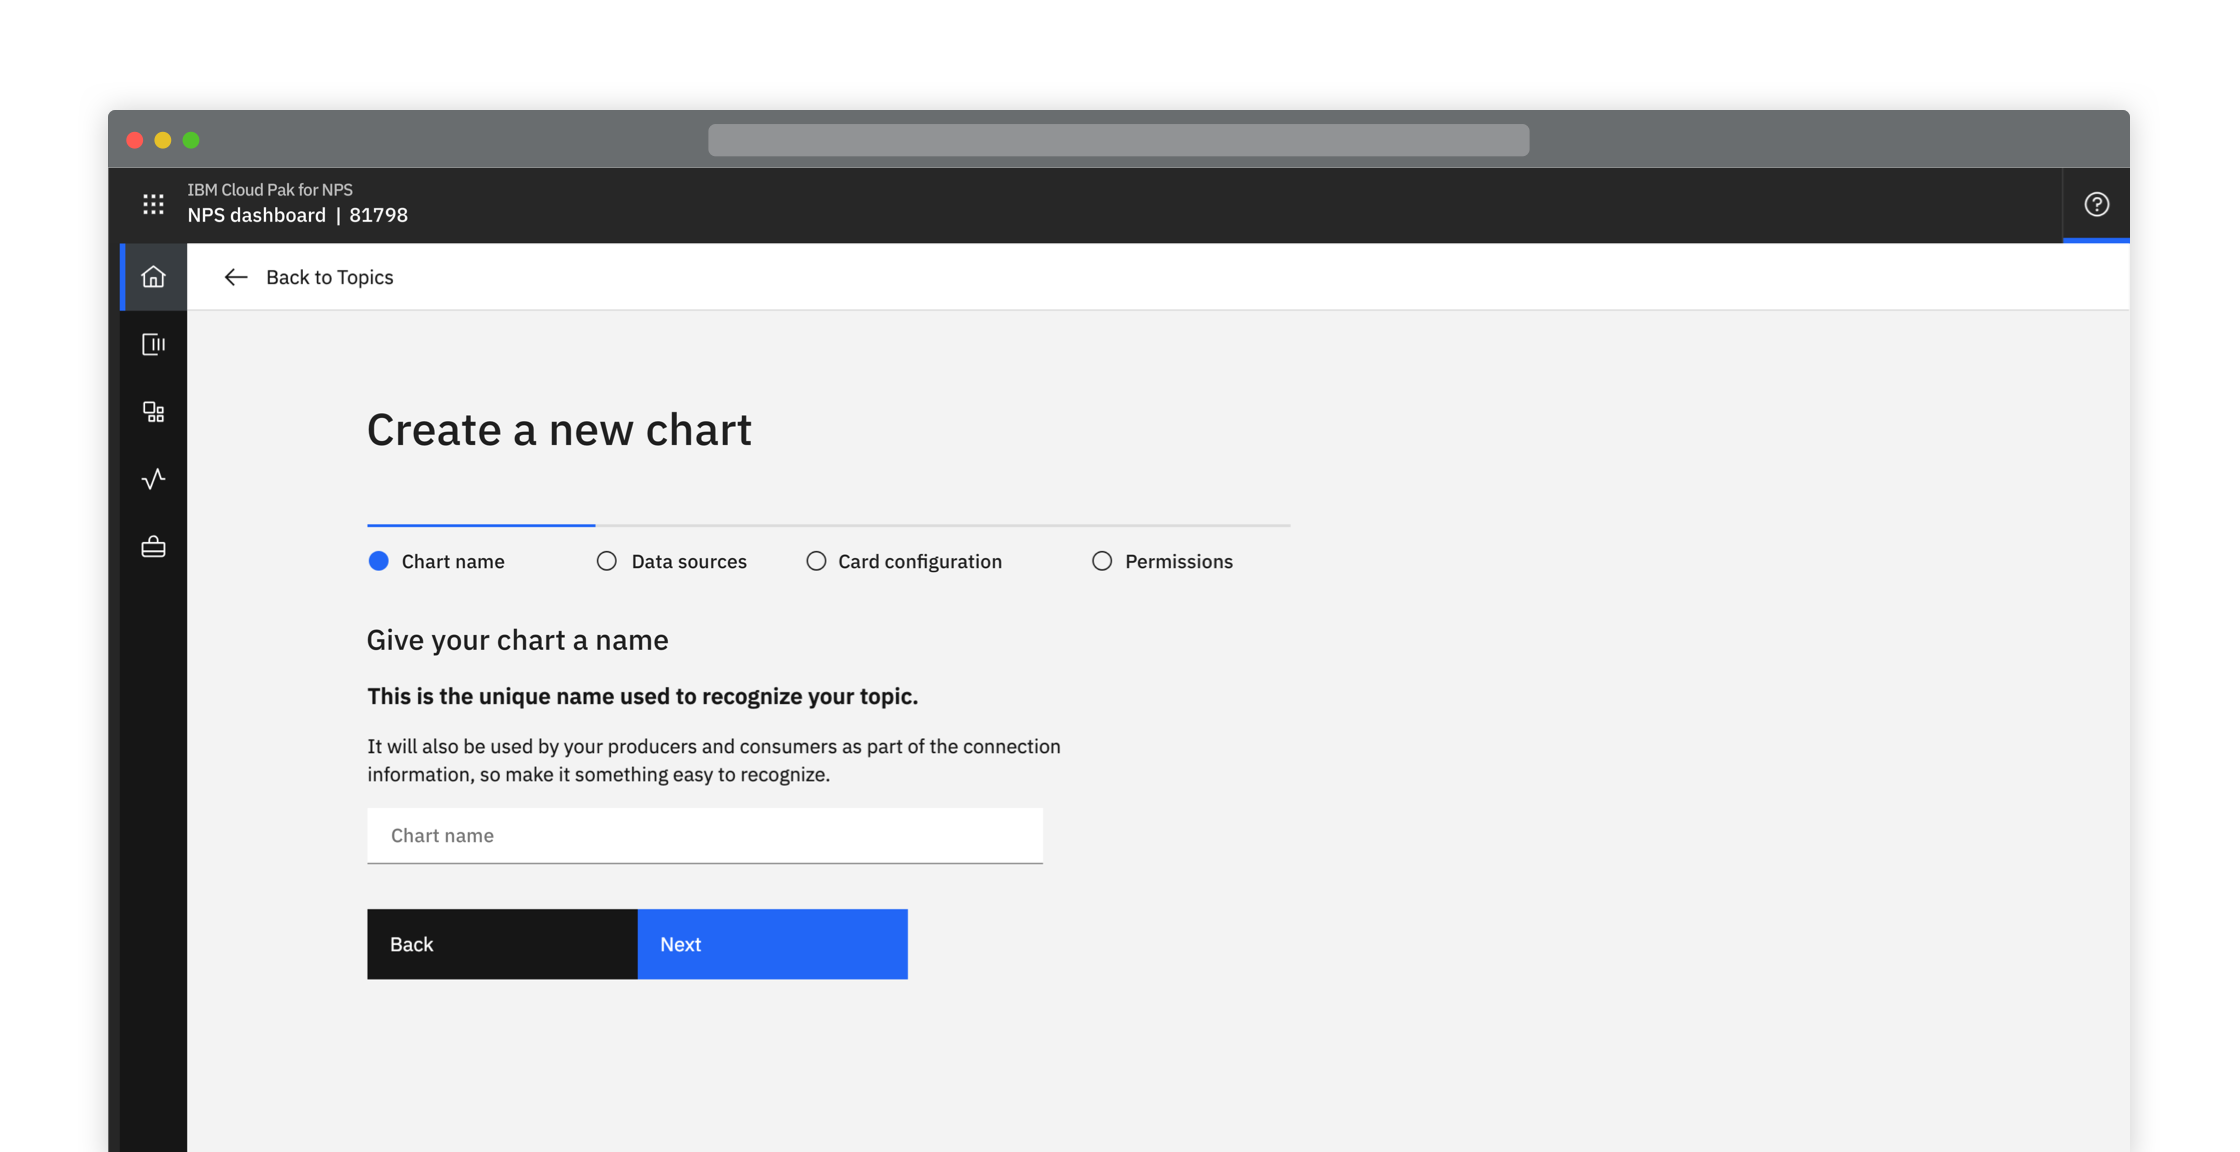 IBM Cloud Pak for NPS
NPS dashboard | 81798
Back to Topics
Create a new chart
Chart name
Data sources
Card configuration
Permissions
Give your chart a name
This is the unique name used to recognize your topic.
It will also be used by your producers and consumers as part of the connection
information, so make it something easy to recognize.
Chart name
Back
Next